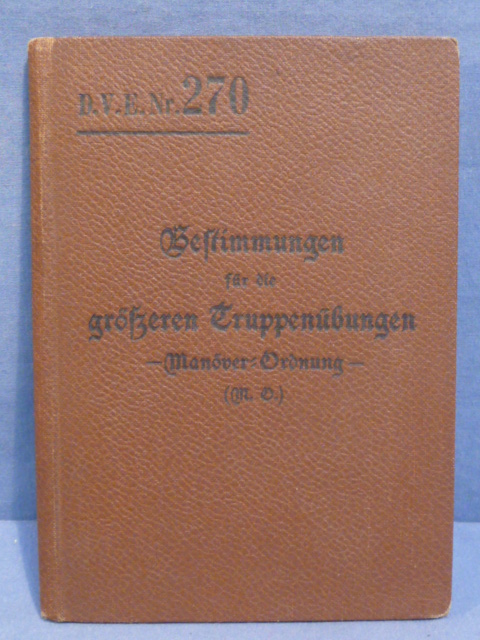 D.V.E. Nr. 270
Bestimmungen
für die
größeren Truppenübungen
— Manöver-Ordnung —
(M. O.)